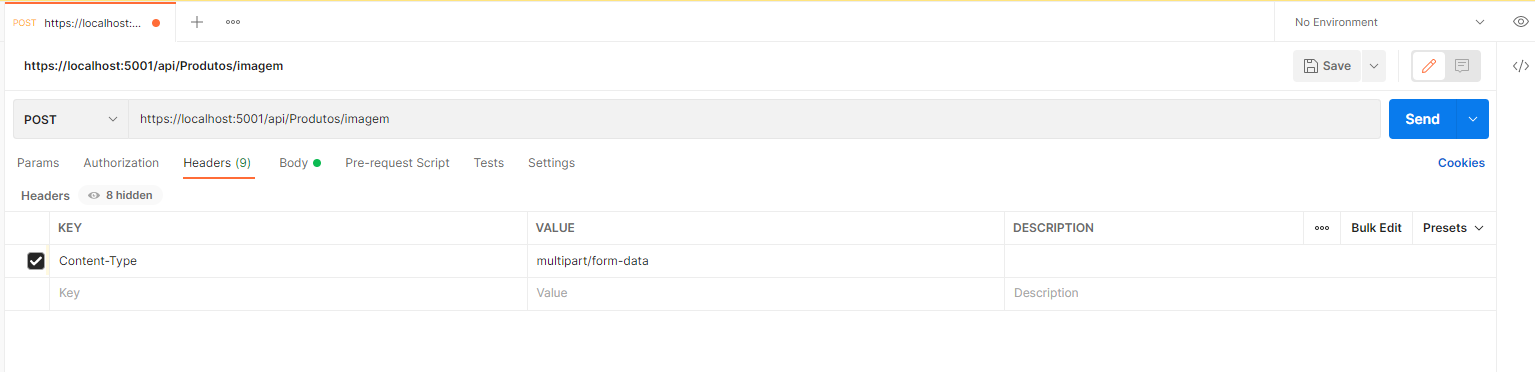 POST https://localhost:... No Environment
https://localhost:5001/api/Produtos/imagem Save
POST https://localhost:5001/api/Produtos/imagem Send
Params Authorization Headers (9) Body Pre-request Script Tests Settings Cookies
Headers 8 hidden
KEY VALUE DESCRIPTION Bulk Edit Presets
Content-Type multipart/form-data
Key Value Description